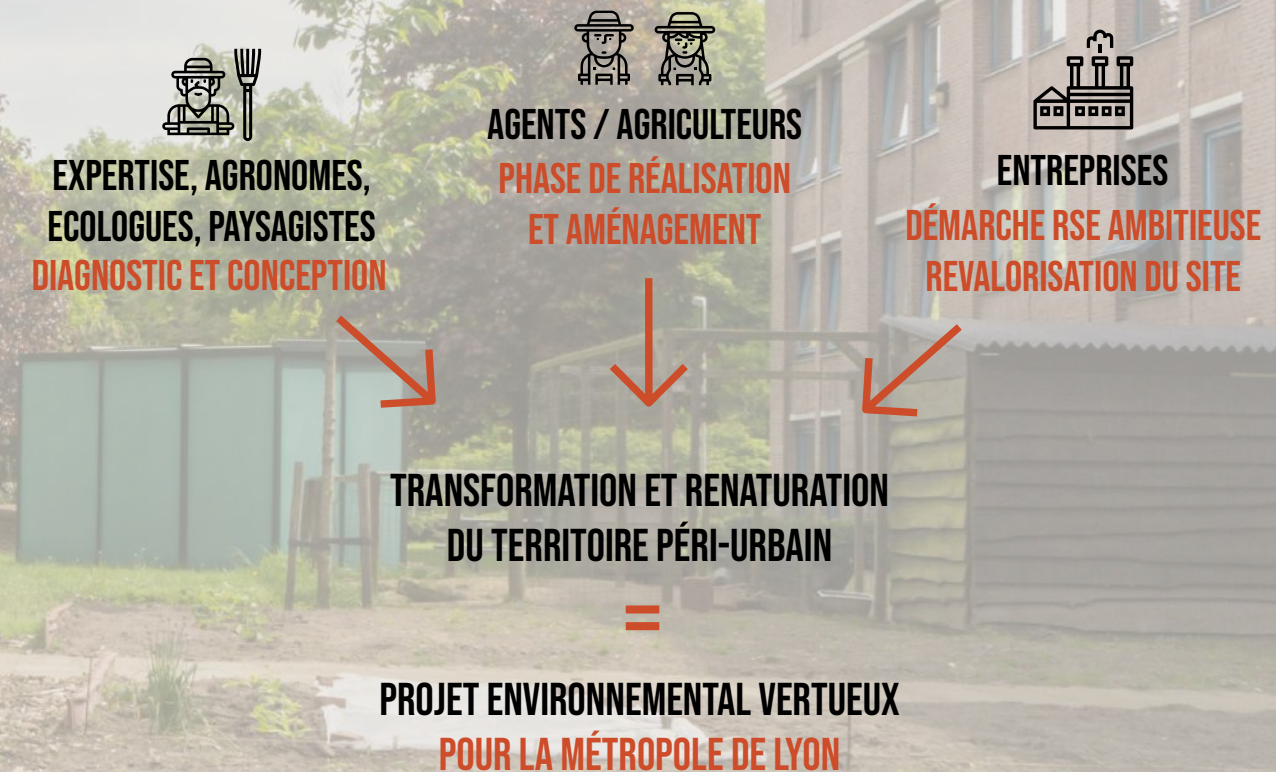 EXPERTISE, AGRONOMES,
ECOLOGUES, PAYSAGISTES
DIAGNOSTIC ET CONCEPTION
AGENTS / AGRICULTEURS
PHASE DE RÉALISATION
ET AMÉNAGEMENT
ENTREPRISES
DÉMARCHE RSE AMBITIEUSE
REVALORISATION DU SITE
TRANSFORMATION ET RENATURATION
DU TERRITOIRE PÉRI-URBAIN
=
PROJET ENVIRONNEMENTAL VERTUEUX
POUR LA MÉTROPOLE DE LYON